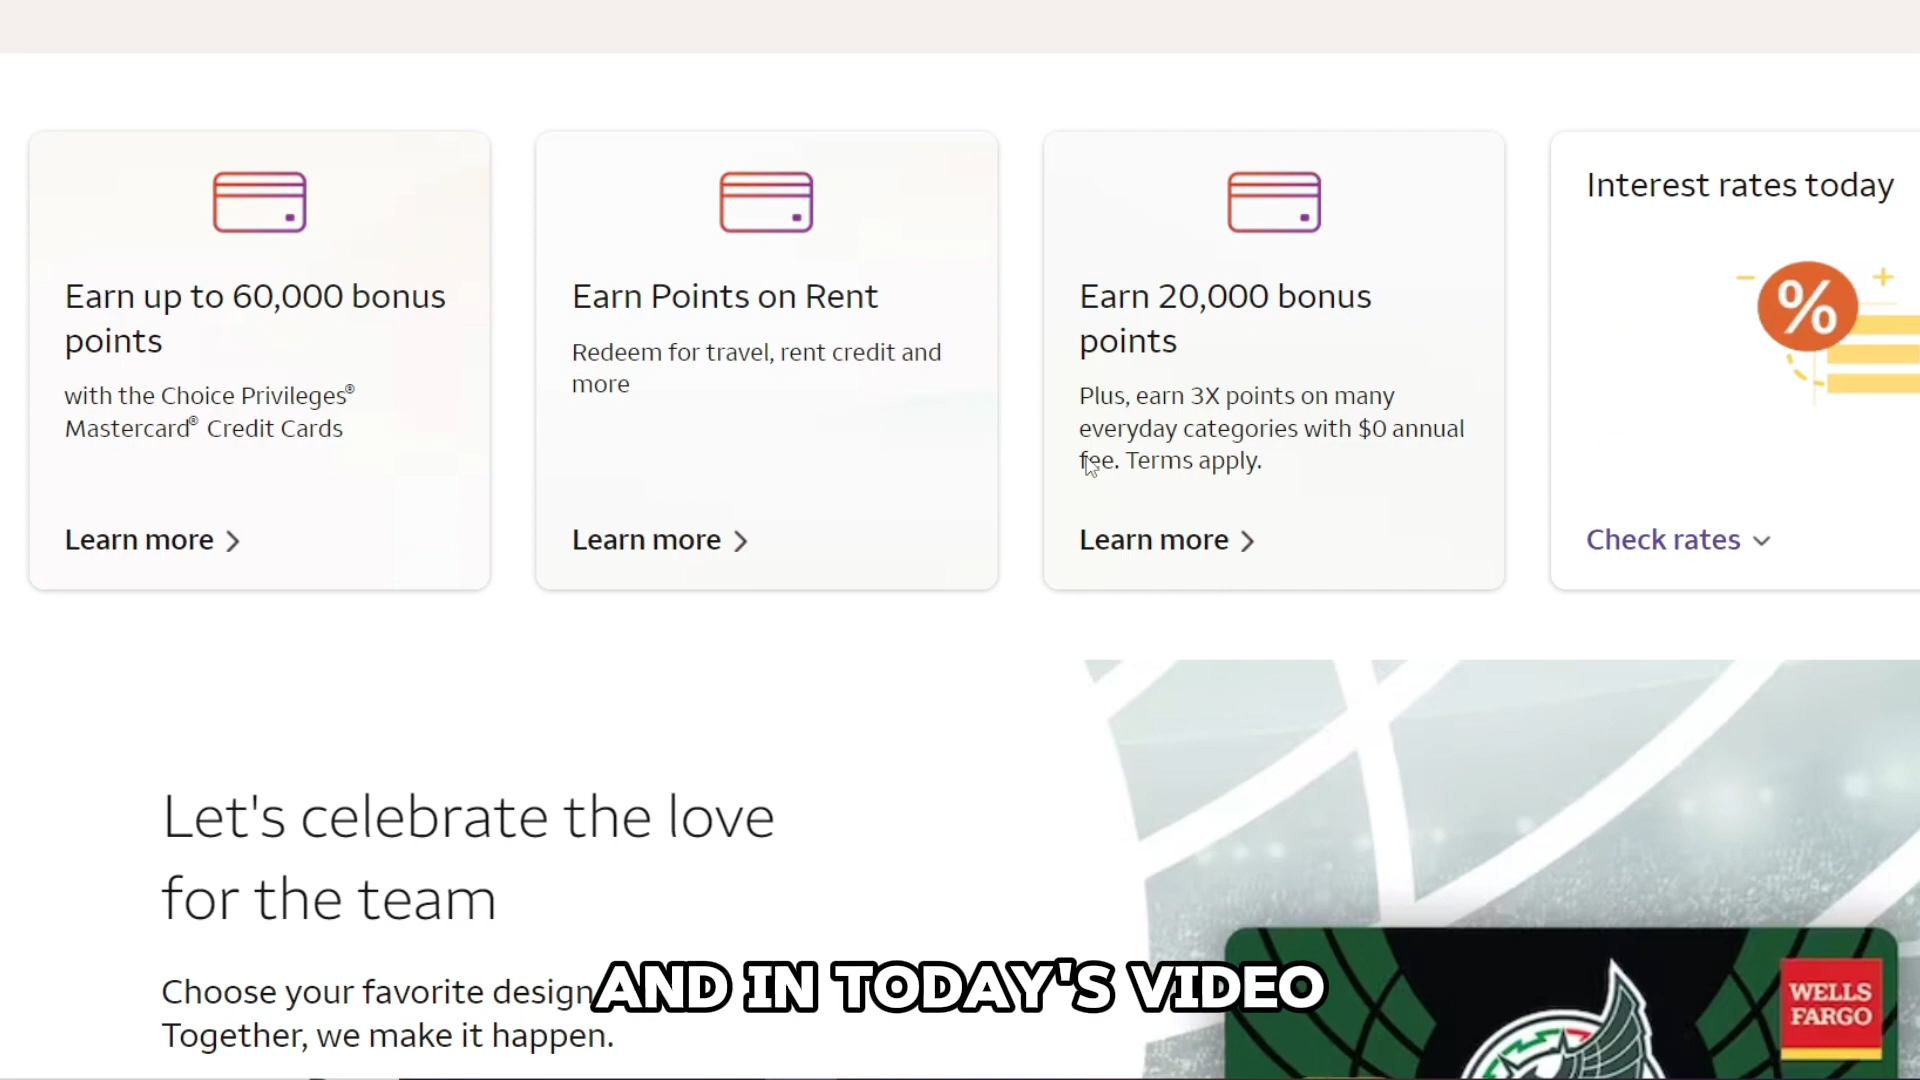 Earn up to 60,000 bonus
points
with the Choice Privileges®
Mastercard® Credit Cards
Learn more
Earn Points on Rent
Redeem for travel, rent credit and
more
Learn more
Earn 20,000 bonus
points
Plus, earn 3X points on many
everyday categories with $0 annual
fee. Terms apply.
Learn more
Interest rates today
%
Check rates
Let's celebrate the love
for the team
Choose your favorite design
Together, we make it happen.
AND IN TODAY'S VIDEO
WELLS
FARGO